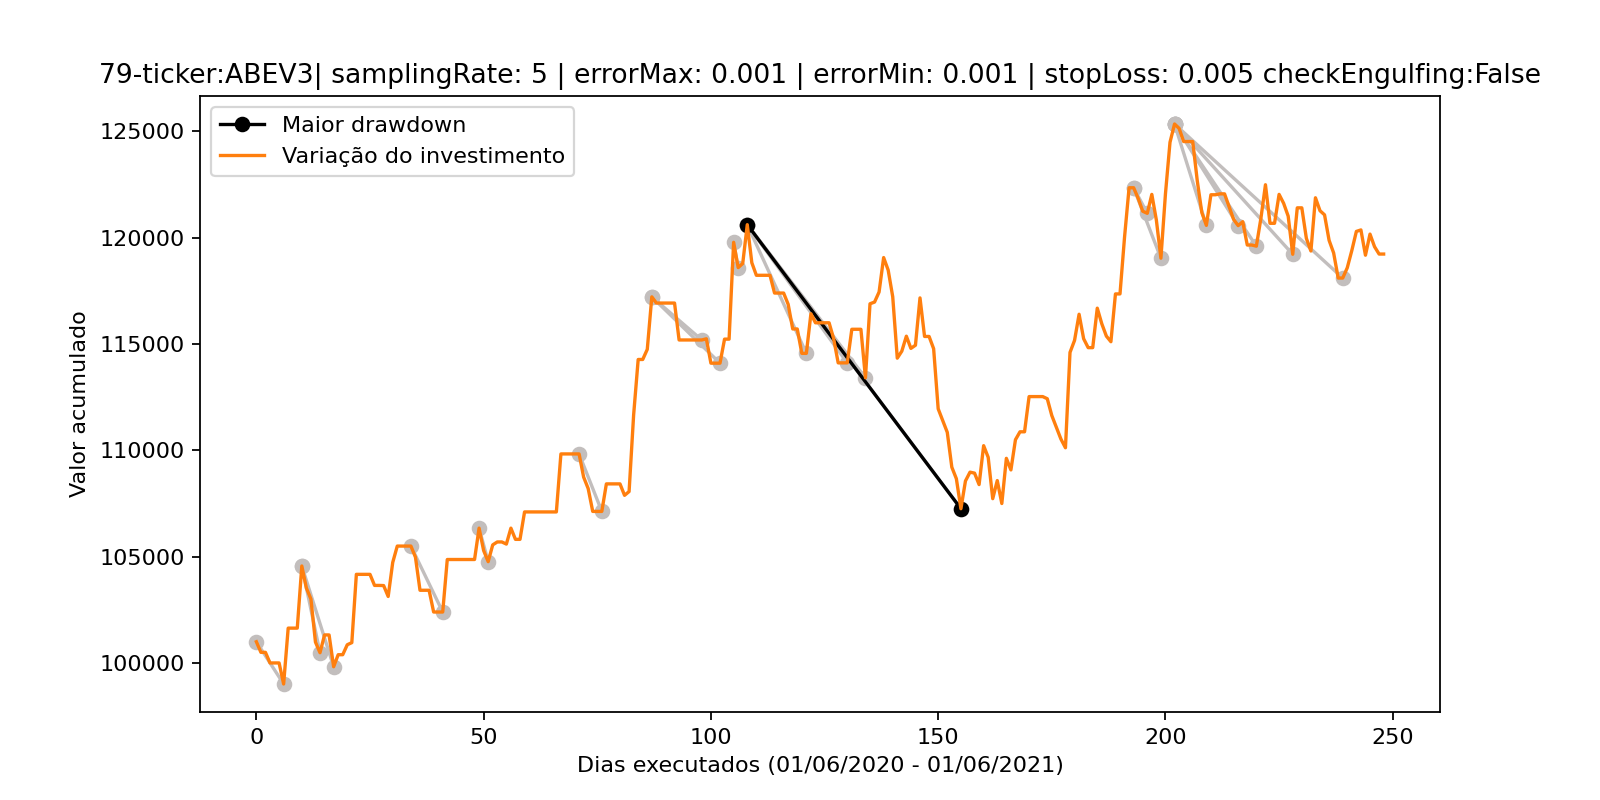 79-ticker:ABEV3| samplingRate: 5 | errorMax: 0.001 | errorMin: 0.001 | stopLoss: 0.005 checkEngulfing:False
Maior drawdown
Variação do investimento
Valor acumulado
125000
120000
115000
110000
105000
100000
0 50 100 150 200 250
Dias executados (01/06/2020 - 01/06/2021)